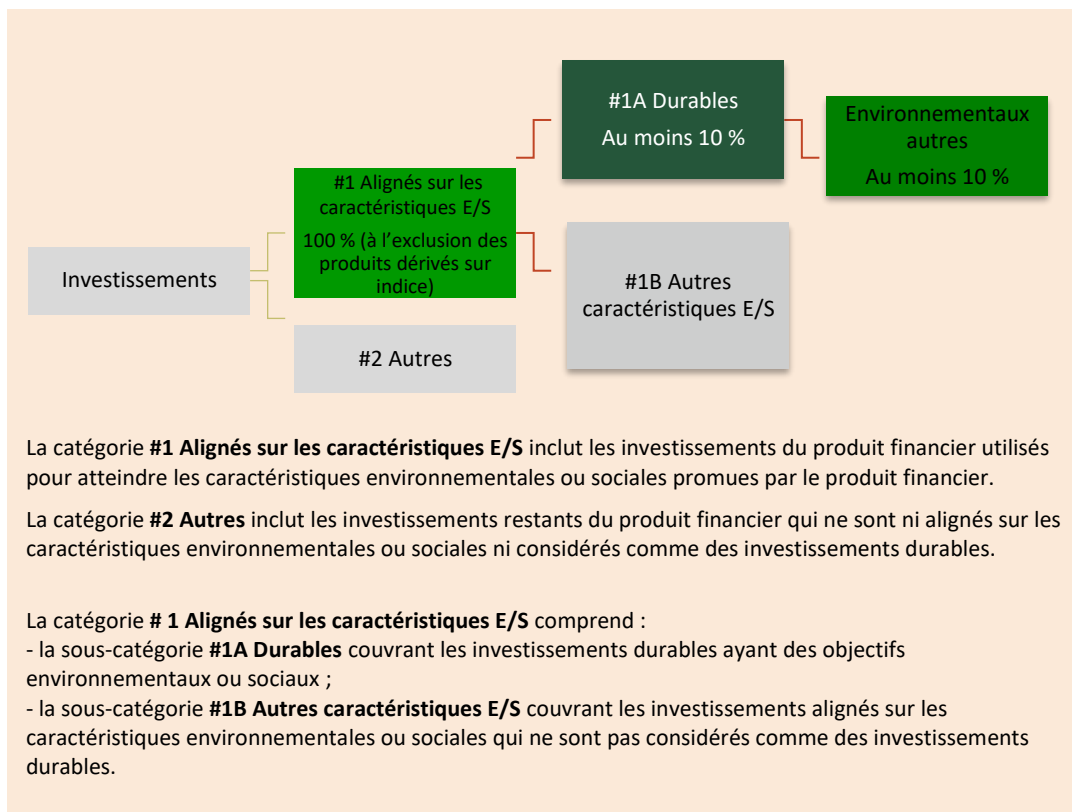 #1A Durables
Au moins 10 %
Environnementaux
autres
Au moins 10 %
#1 Alignés sur les
caractéristiques E/S
100 % (à l’exclusion des
produits dérivés sur
indice)
Investissements
#1B Autres
caractéristiques E/S
#2 Autres
La catégorie #1 Alignés sur les caractéristiques E/S inclut les investissements du produit financier utilisés
pour atteindre les caractéristiques environnementales ou sociales promues par le produit financier.
La catégorie #2 Autres inclut les investissements restants du produit financier qui ne sont ni alignés sur les
caractéristiques environnementales ou sociales ni considérés comme des investissements durables.
La catégorie # 1 Alignés sur les caractéristiques E/S comprend :
- la sous-catégorie #1A Durables couvrant les investissements durables ayant des objectifs
environnementaux ou sociaux ;
- la sous-catégorie #1B Autres caractéristiques E/S couvrant les investissements alignés sur les
caractéristiques environnementales ou sociales qui ne sont pas considérés comme des investissements
durables.